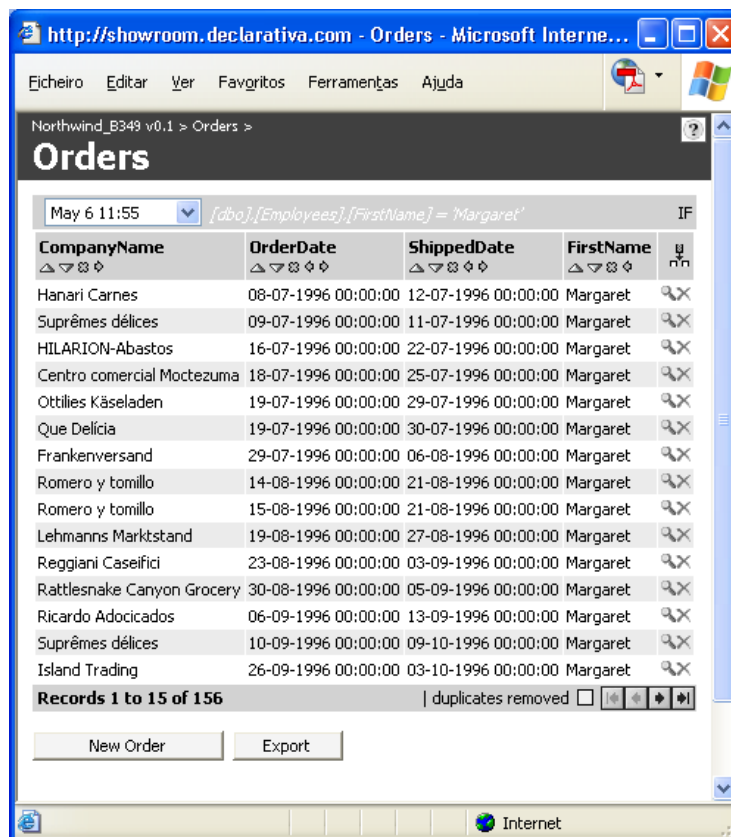 http://showroom.declarativa.com - Orders - Microsoft Interne...
Ficheiro Editar Ver Favoritos Ferramentas Ajuda
Northwind_B349 v0.1 > Orders >
?
Orders
May 6 11:55 [dbo].[Employees].[FirstName] = 'Margaret' IF
CompanyName OrderDate ShippedDate FirstName
Hanari Carnes 08-07-1996 00:00:00 12-07-1996 00:00:00 Margaret
Suprêmes délices 09-07-1996 00:00:00 11-07-1996 00:00:00 Margaret
HILARION-Abastos 16-07-1996 00:00:00 22-07-1996 00:00:00 Margaret
Centro comercial Moctezuma 18-07-1996 00:00:00 25-07-1996 00:00:00 Margaret
Ottilies Käseladen 19-07-1996 00:00:00 29-07-1996 00:00:00 Margaret
Que Delícia 19-07-1996 00:00:00 30-07-1996 00:00:00 Margaret
Frankenversand 29-07-1996 00:00:00 06-08-1996 00:00:00 Margaret
Romero y tomillo 14-08-1996 00:00:00 21-08-1996 00:00:00 Margaret
Romero y tomillo 15-08-1996 00:00:00 21-08-1996 00:00:00 Margaret
Lehmanns Marktstand 19-08-1996 00:00:00 27-08-1996 00:00:00 Margaret
Reggiani Caseifici 23-08-1996 00:00:00 03-09-1996 00:00:00 Margaret
Rattlesnake Canyon Grocery 30-08-1996 00:00:00 05-09-1996 00:00:00 Margaret
Ricardo Adocicados 06-09-1996 00:00:00 13-09-1996 00:00:00 Margaret
Suprêmes délices 10-09-1996 00:00:00 09-10-1996 00:00:00 Margaret
Island Trading 26-09-1996 00:00:00 03-10-1996 00:00:00 Margaret
Records 1 to 15 of 156 | duplicates removed
New Order Export
Internet